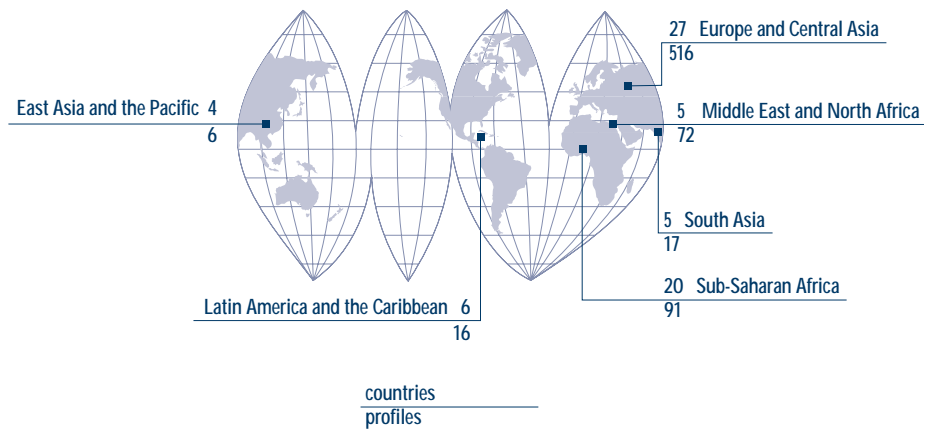 27 Europe and Central Asia
516
East Asia and the Pacific 4
6
5 Middle East and North Africa
72
5 South Asia
17
20 Sub-Saharan Africa
91
Latin America and the Caribbean 6
16
countries
profiles